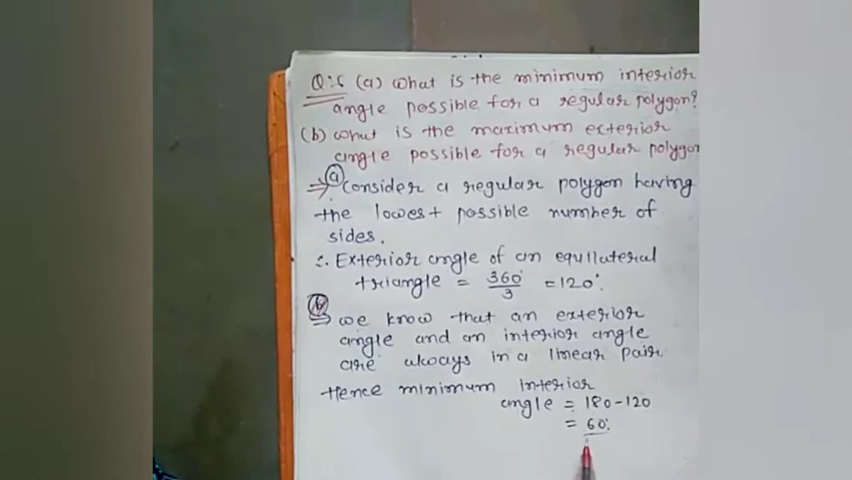 Q:6 (a) what is the minimum interior
angle possible for a regular polygon?
(b) what is the maximum exterior
angle possible for a regular polygon
⇒ (a) Consider a regular polygon having
the lowest possible number of
sides.
∴ Exterior angle of an equllateral
triangle = 360°/3 = 120°.
(b) ⇒ we know that an exterior
angle and an interior angle
are always in a linear pair
Hence minimum interior
angle = 180-120
= 60°.